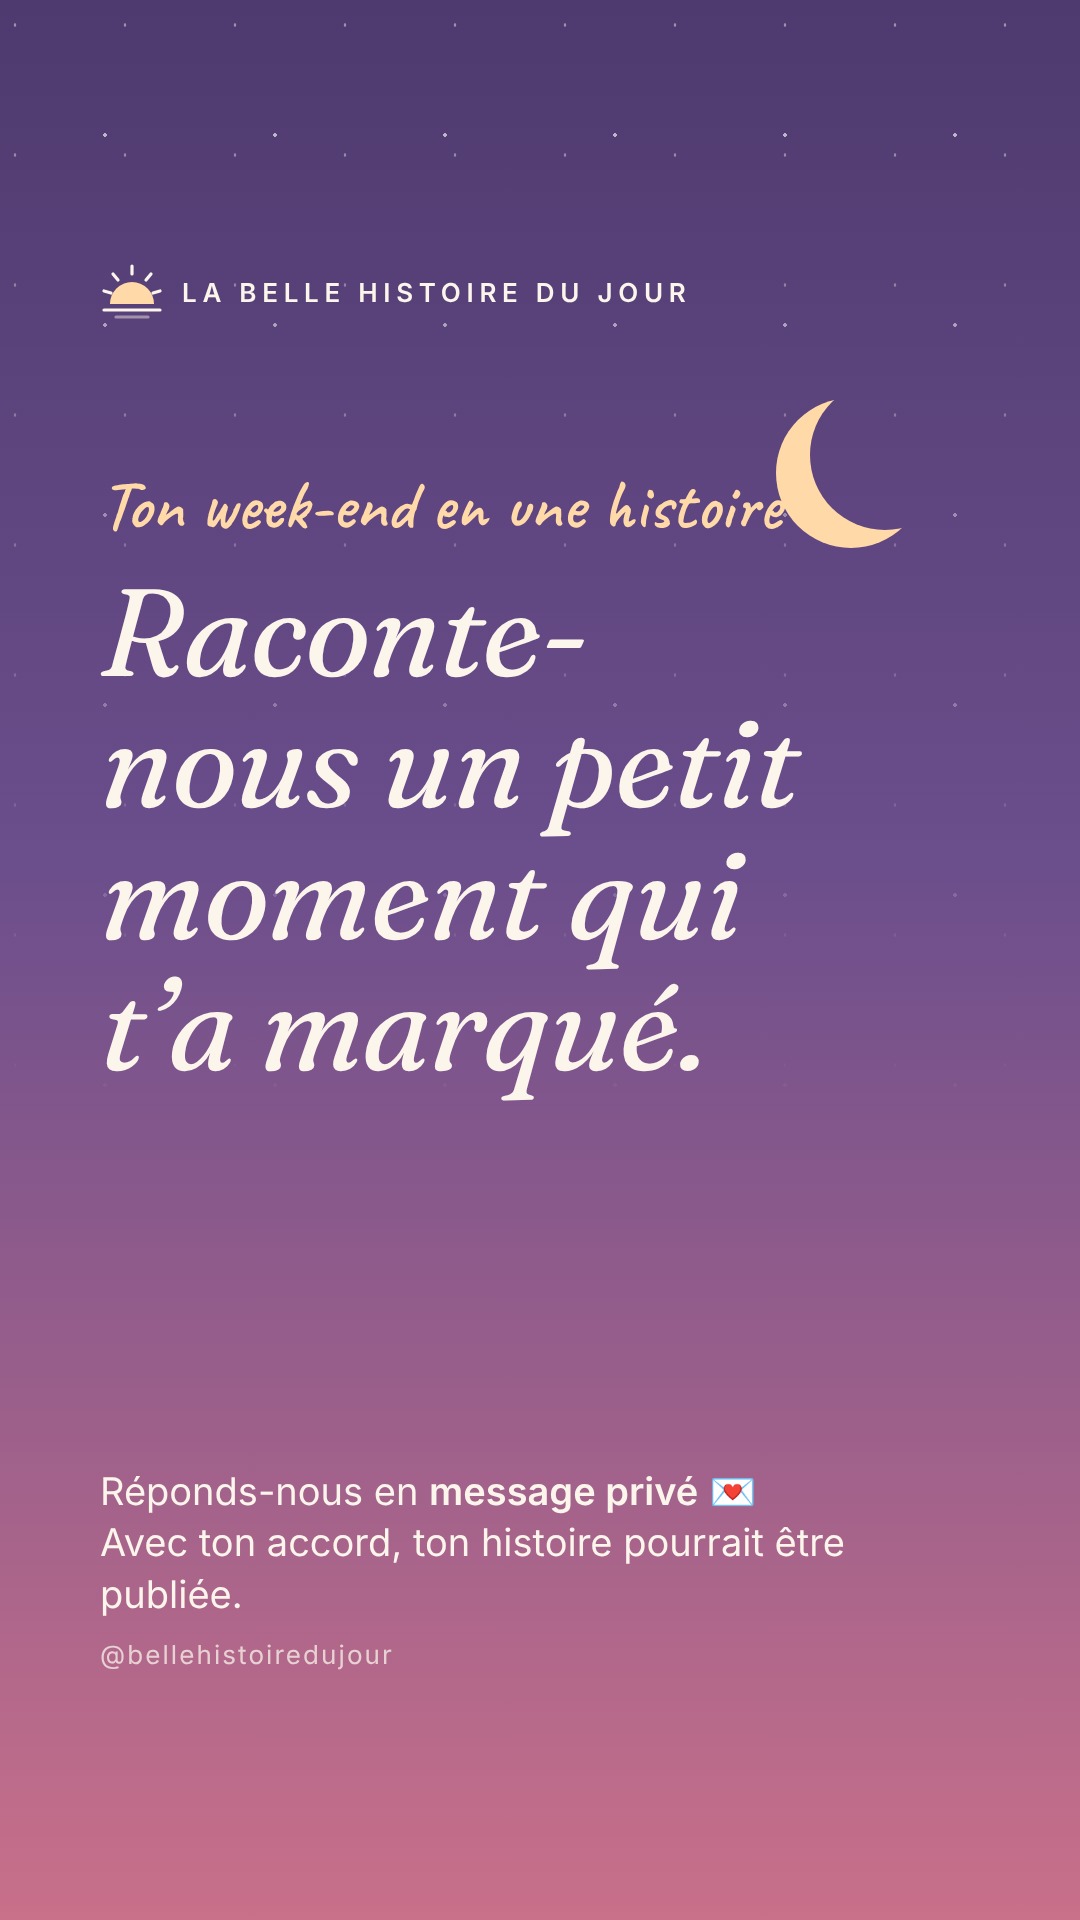 LA BELLE HISTOIRE DU JOUR
Ton week-end en une histoire
Raconte-
nous un petit
moment qui
t’a marqué.
Réponds-nous en message privé 💌
Avec ton accord, ton histoire pourrait être
publiée.
@bellehistoiredujour